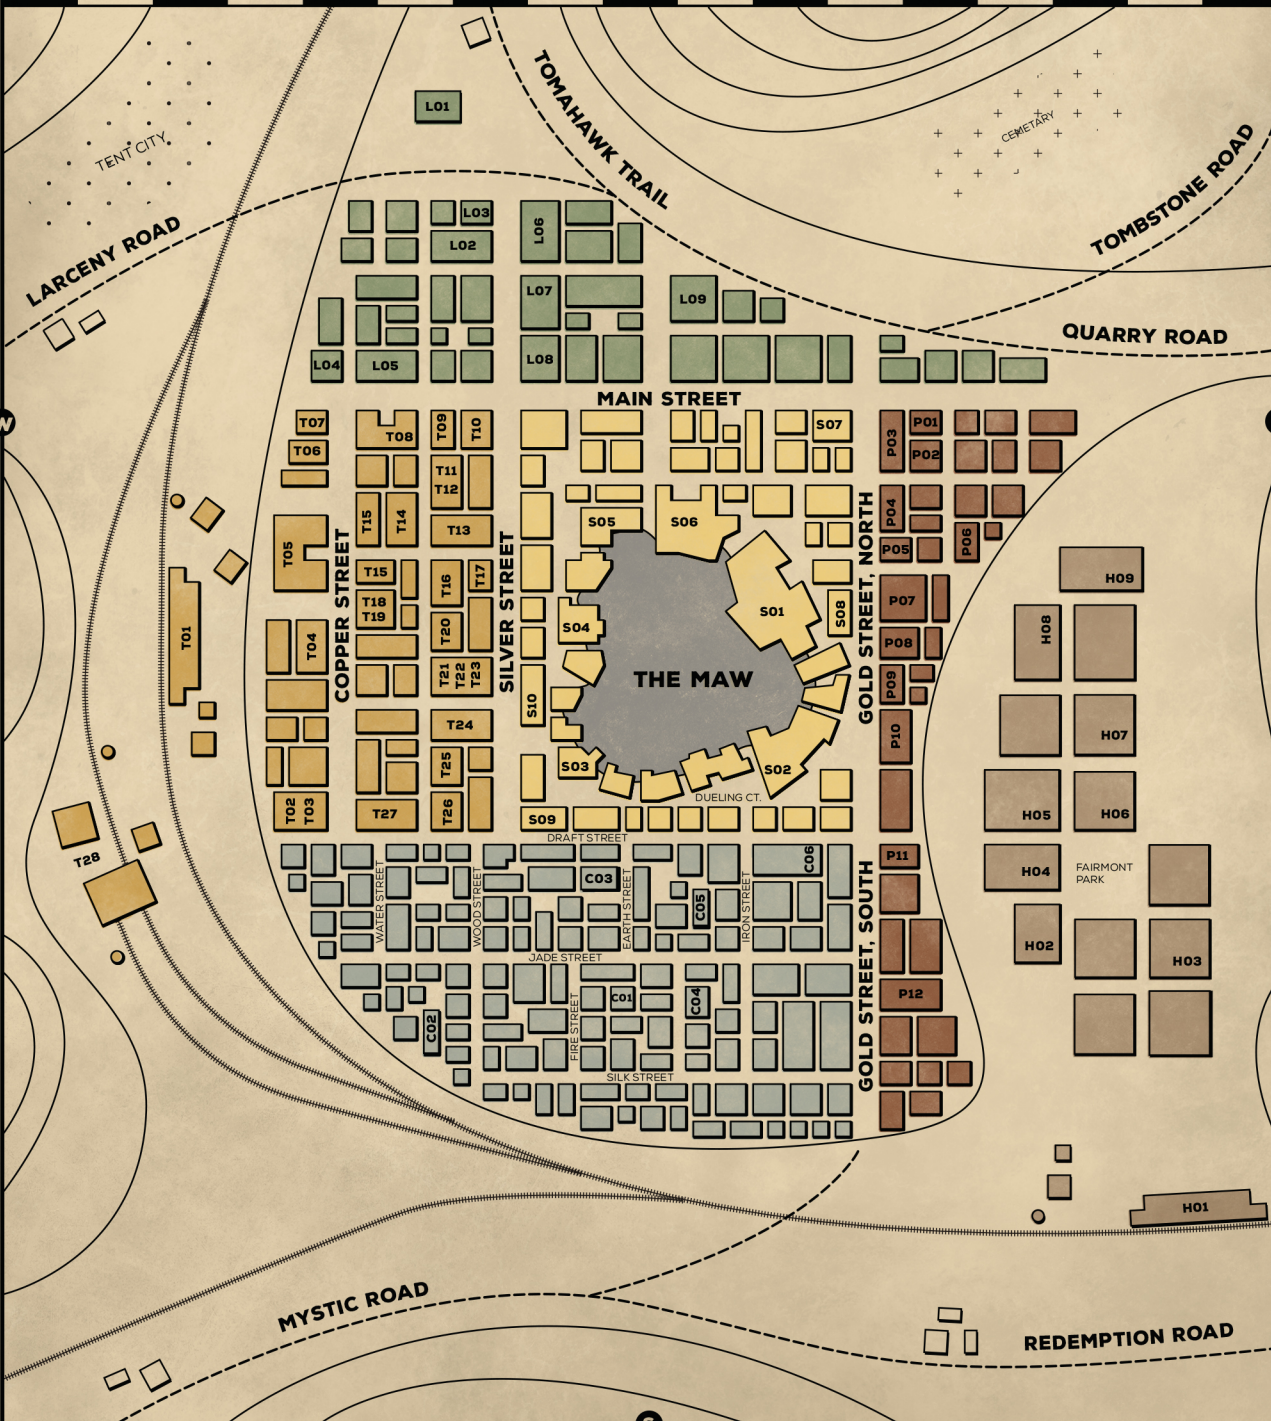 L01
TOMAHAWK TRAIL
TENT CITY
CEMETARY
TOMBSTONE ROAD
LARCENY ROAD
L03
L06
L02
L07
L09
QUARRY ROAD
L04
L05
L08
MAIN STREET
T07
T08
T09
T10
S07
P03
P01
T06
P02
T11
T12
T15
T14
T13
S05
S06
P04
P05
P06
T05
COPPER STREET
SILVER STREET
GOLD STREET, NORTH
H09
T15
T16
T17
T18
T19
S01
S08
P07
T01
T04
T20
S04
P08
H08
T21
T22
T23
THE MAW
P09
S10
T24
P10
H07
T25
S03
S02
DUELING CT.
T02
T03
T27
T26
S09
H05
H06
DRAFT STREET
T28
WATER STREET
WOOD STREET
C03
EARTH STREET
C05
IRON STREET
C06
P11
H04
FAIRMONT
PARK
GOLD STREET, SOUTH
H02
H03
JADE STREET
C02
FIRE STREET
C01
C04
P12
SILK STREET
H01
MYSTIC ROAD
REDEMPTION ROAD
W